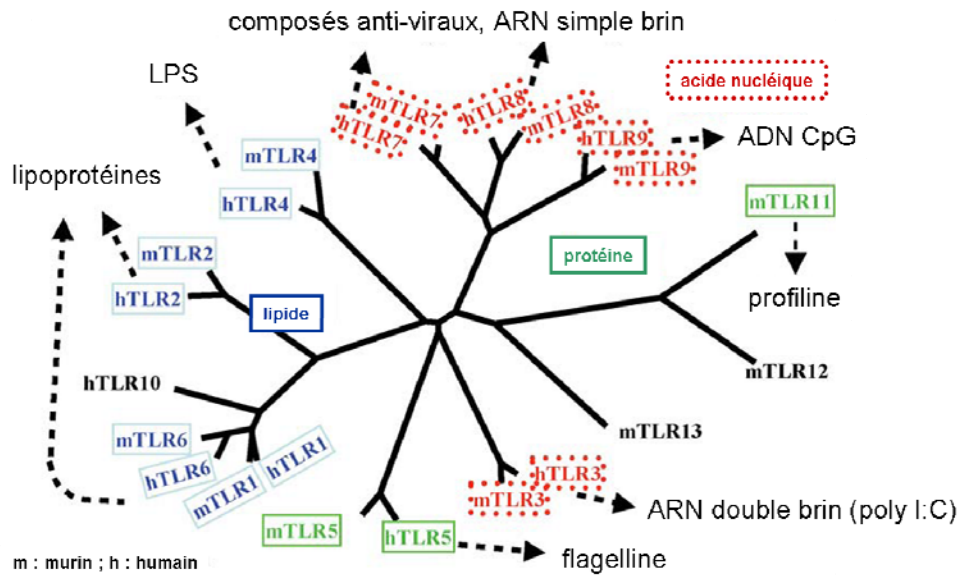 composés anti-viraux, ARN simple brin
LPS
acide nucléique
mTLR7
hTLR7
hTLR8
mTLR8
hTLR9
mTLR9
ADN CpG
mTLR4
hTLR4
lipoprotéines
mTLR11
mTLR2
hTLR2
protéine
profiline
lipide
hTLR10
mTLR12
mTLR6
hTLR6
mTLR1
hTLR1
mTLR13
hTLR3
mTLR3
ARN double brin (poly I:C)
mTLR5
hTLR5
flagelline
m : murin ; h : humain